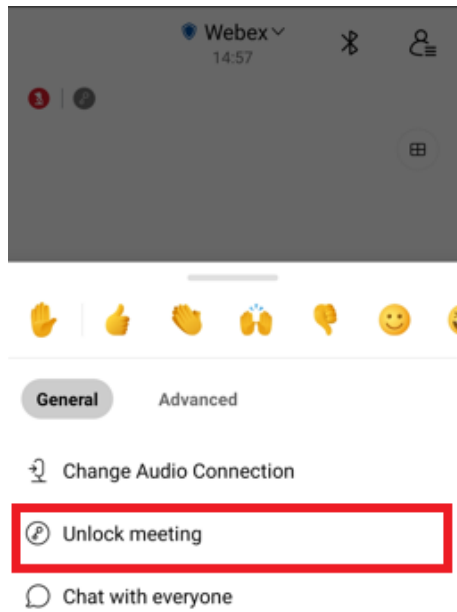 Webex
14:57
General Advanced
Change Audio Connection
Unlock meeting
Chat with everyone